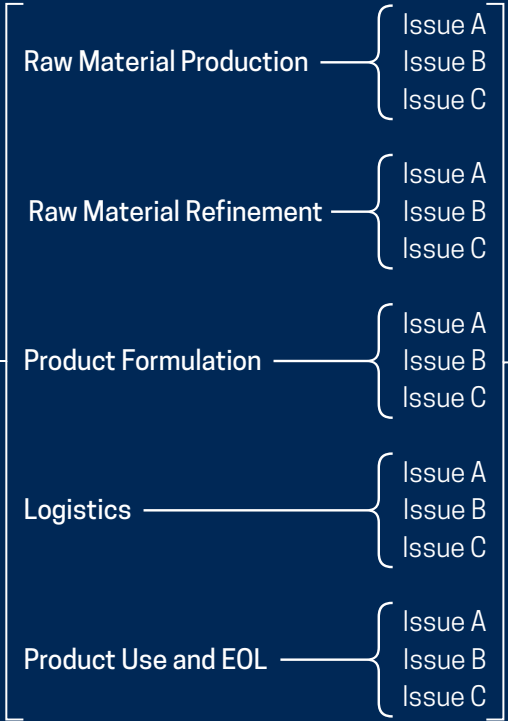 Issue A
Raw Material Production
Issue B
Issue C
Issue A
Raw Material Refinement
Issue B
Issue C
Issue A
Product Formulation
Issue B
Issue C
Issue A
Logistics
Issue B
Issue C
Issue A
Product Use and EOL
Issue B
Issue C